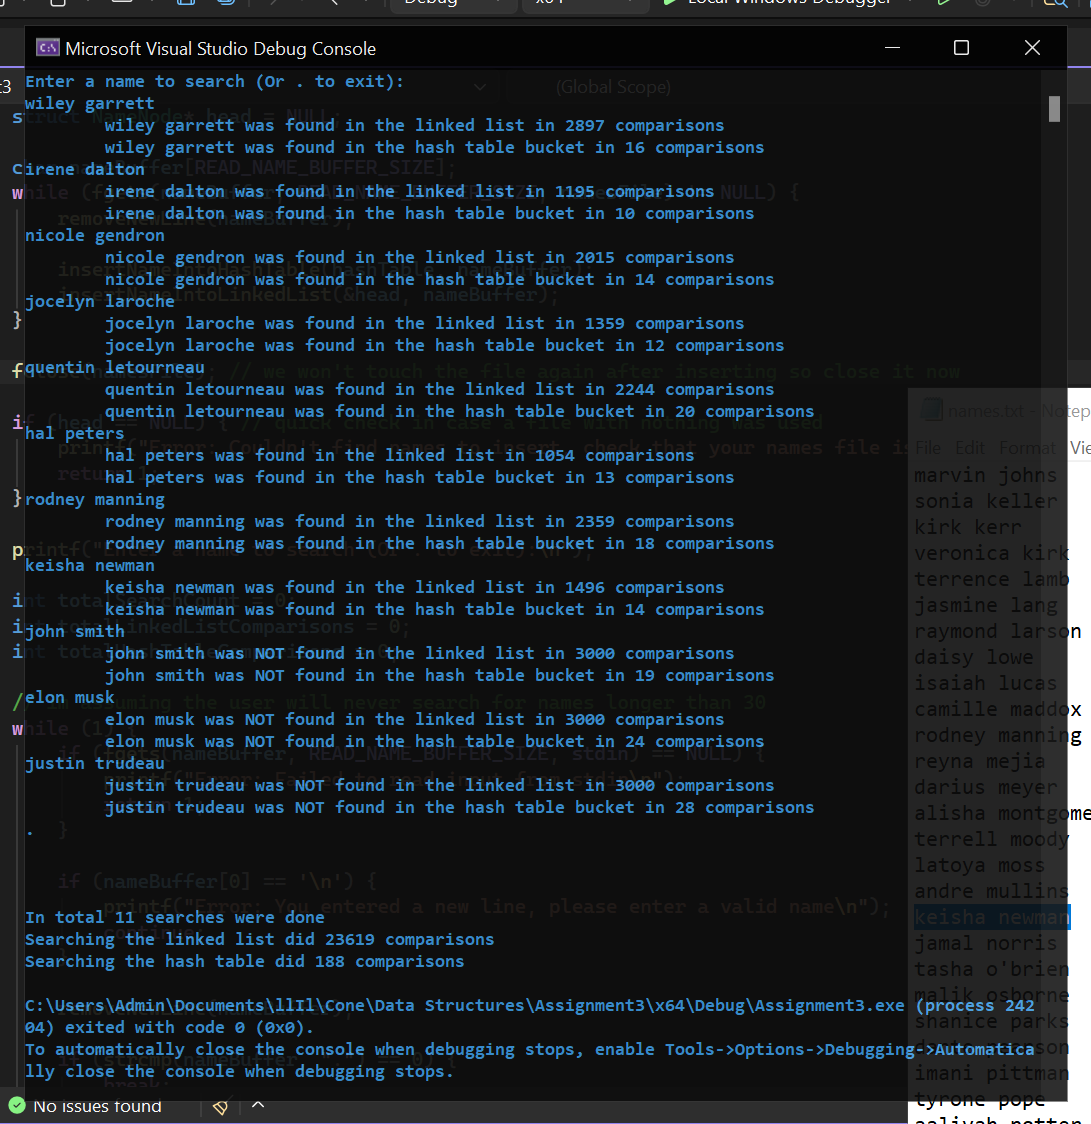 Debug
x64
Local Windows Debugger
Microsoft Visual Studio Debug Console
Enter a name to search (Or . to exit):
(Global Scope)
wiley garrett
wiley garrett was found in the linked list in 2897 comparisons
wiley garrett was found in the hash table bucket in 16 comparisons
irene dalton
irene dalton was found in the linked list in 1195 comparisons
irene dalton was found in the hash table bucket in 10 comparisons
nicole gendron
nicole gendron was found in the linked list in 2015 comparisons
nicole gendron was found in the hash table bucket in 14 comparisons
jocelyn laroche
jocelyn laroche was found in the linked list in 1359 comparisons
jocelyn laroche was found in the hash table bucket in 12 comparisons
quentin letourneau
quentin letourneau was found in the linked list in 2244 comparisons
quentin letourneau was found in the hash table bucket in 20 comparisons
hal peters
hal peters was found in the linked list in 1054 comparisons
hal peters was found in the hash table bucket in 13 comparisons
rodney manning
rodney manning was found in the linked list in 2359 comparisons
rodney manning was found in the hash table bucket in 18 comparisons
keisha newman
keisha newman was found in the linked list in 1496 comparisons
keisha newman was found in the hash table bucket in 14 comparisons
john smith
john smith was NOT found in the linked list in 3000 comparisons
john smith was NOT found in the hash table bucket in 19 comparisons
elon musk
elon musk was NOT found in the linked list in 3000 comparisons
elon musk was NOT found in the hash table bucket in 24 comparisons
justin trudeau
justin trudeau was NOT found in the linked list in 3000 comparisons
justin trudeau was NOT found in the hash table bucket in 28 comparisons
.
In total 11 searches were done
Searching the linked list did 23619 comparisons
Searching the hash table did 188 comparisons
C:\Users\Admin\Documents\llIl\Cone\Data Structures\Assignment3\x64\Debug\Assignment3.exe (process 242
04) exited with code 0 (0x0).
To automatically close the console when debugging stops, enable Tools->Options->Debugging->Automatica
lly close the console when debugging stops.
No issues found
names.txt - Notep
File Edit Format Vie
marvin johns
sonia keller
kirk kerr
veronica kirk
terrence lamb
jasmine lang
raymond larson
daisy lowe
isaiah lucas
camille maddox
rodney manning
reyna mejia
darius meyer
alisha montgome
terrell moody
latoya moss
andre mullins
keisha newman
jamal norris
tasha o'brien
malik osborne
shanice parks
imani pittman
tyrone pope